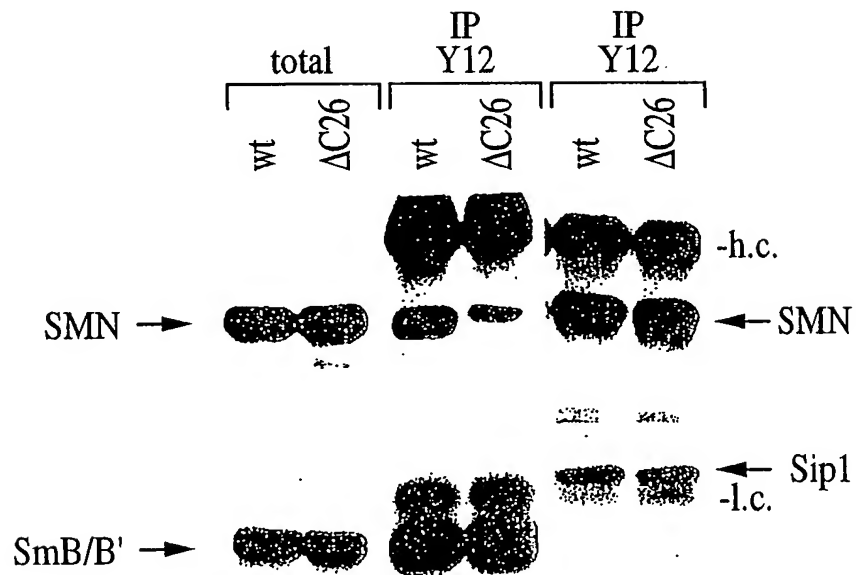 IP IP
total Y12 Y12
wt ΔC26 wt ΔC26 wt ΔC26
-h.c.
SMN SMN
Sip1
-l.c.
SmB/B'